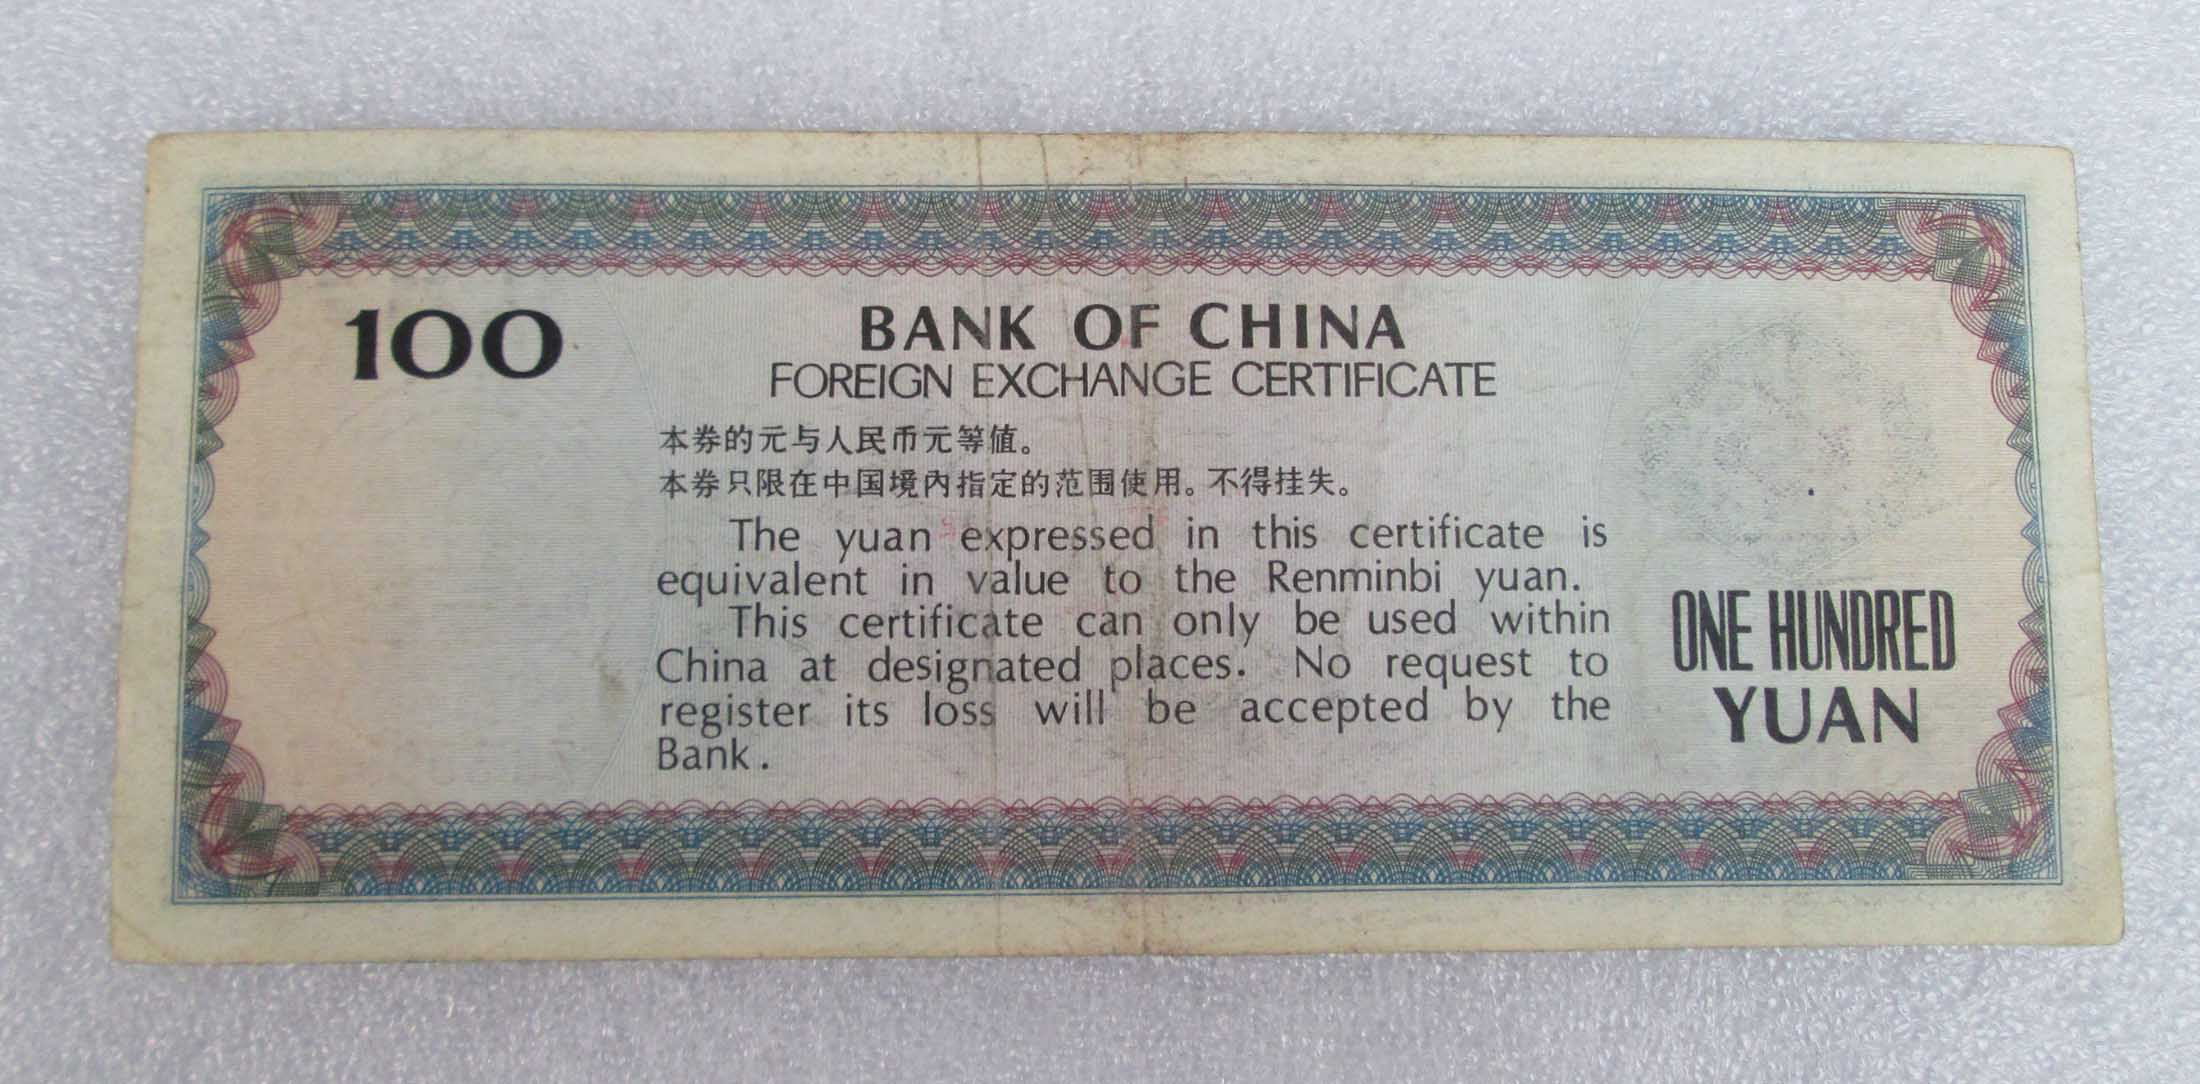 100
BANK OF CHINA
FOREIGN EXCHANGE CERTIFICATE
本券的元与人民币元等值。
本券只限在中国境内指定的范围使用。不得挂失。
The yuan expressed in this certificate is
equivalent in value to the Renminbi yuan.
This certificate can only be used within
China at designated places. No request to
register its loss will be accepted by the
Bank.
ONE HUNDRED
YUAN